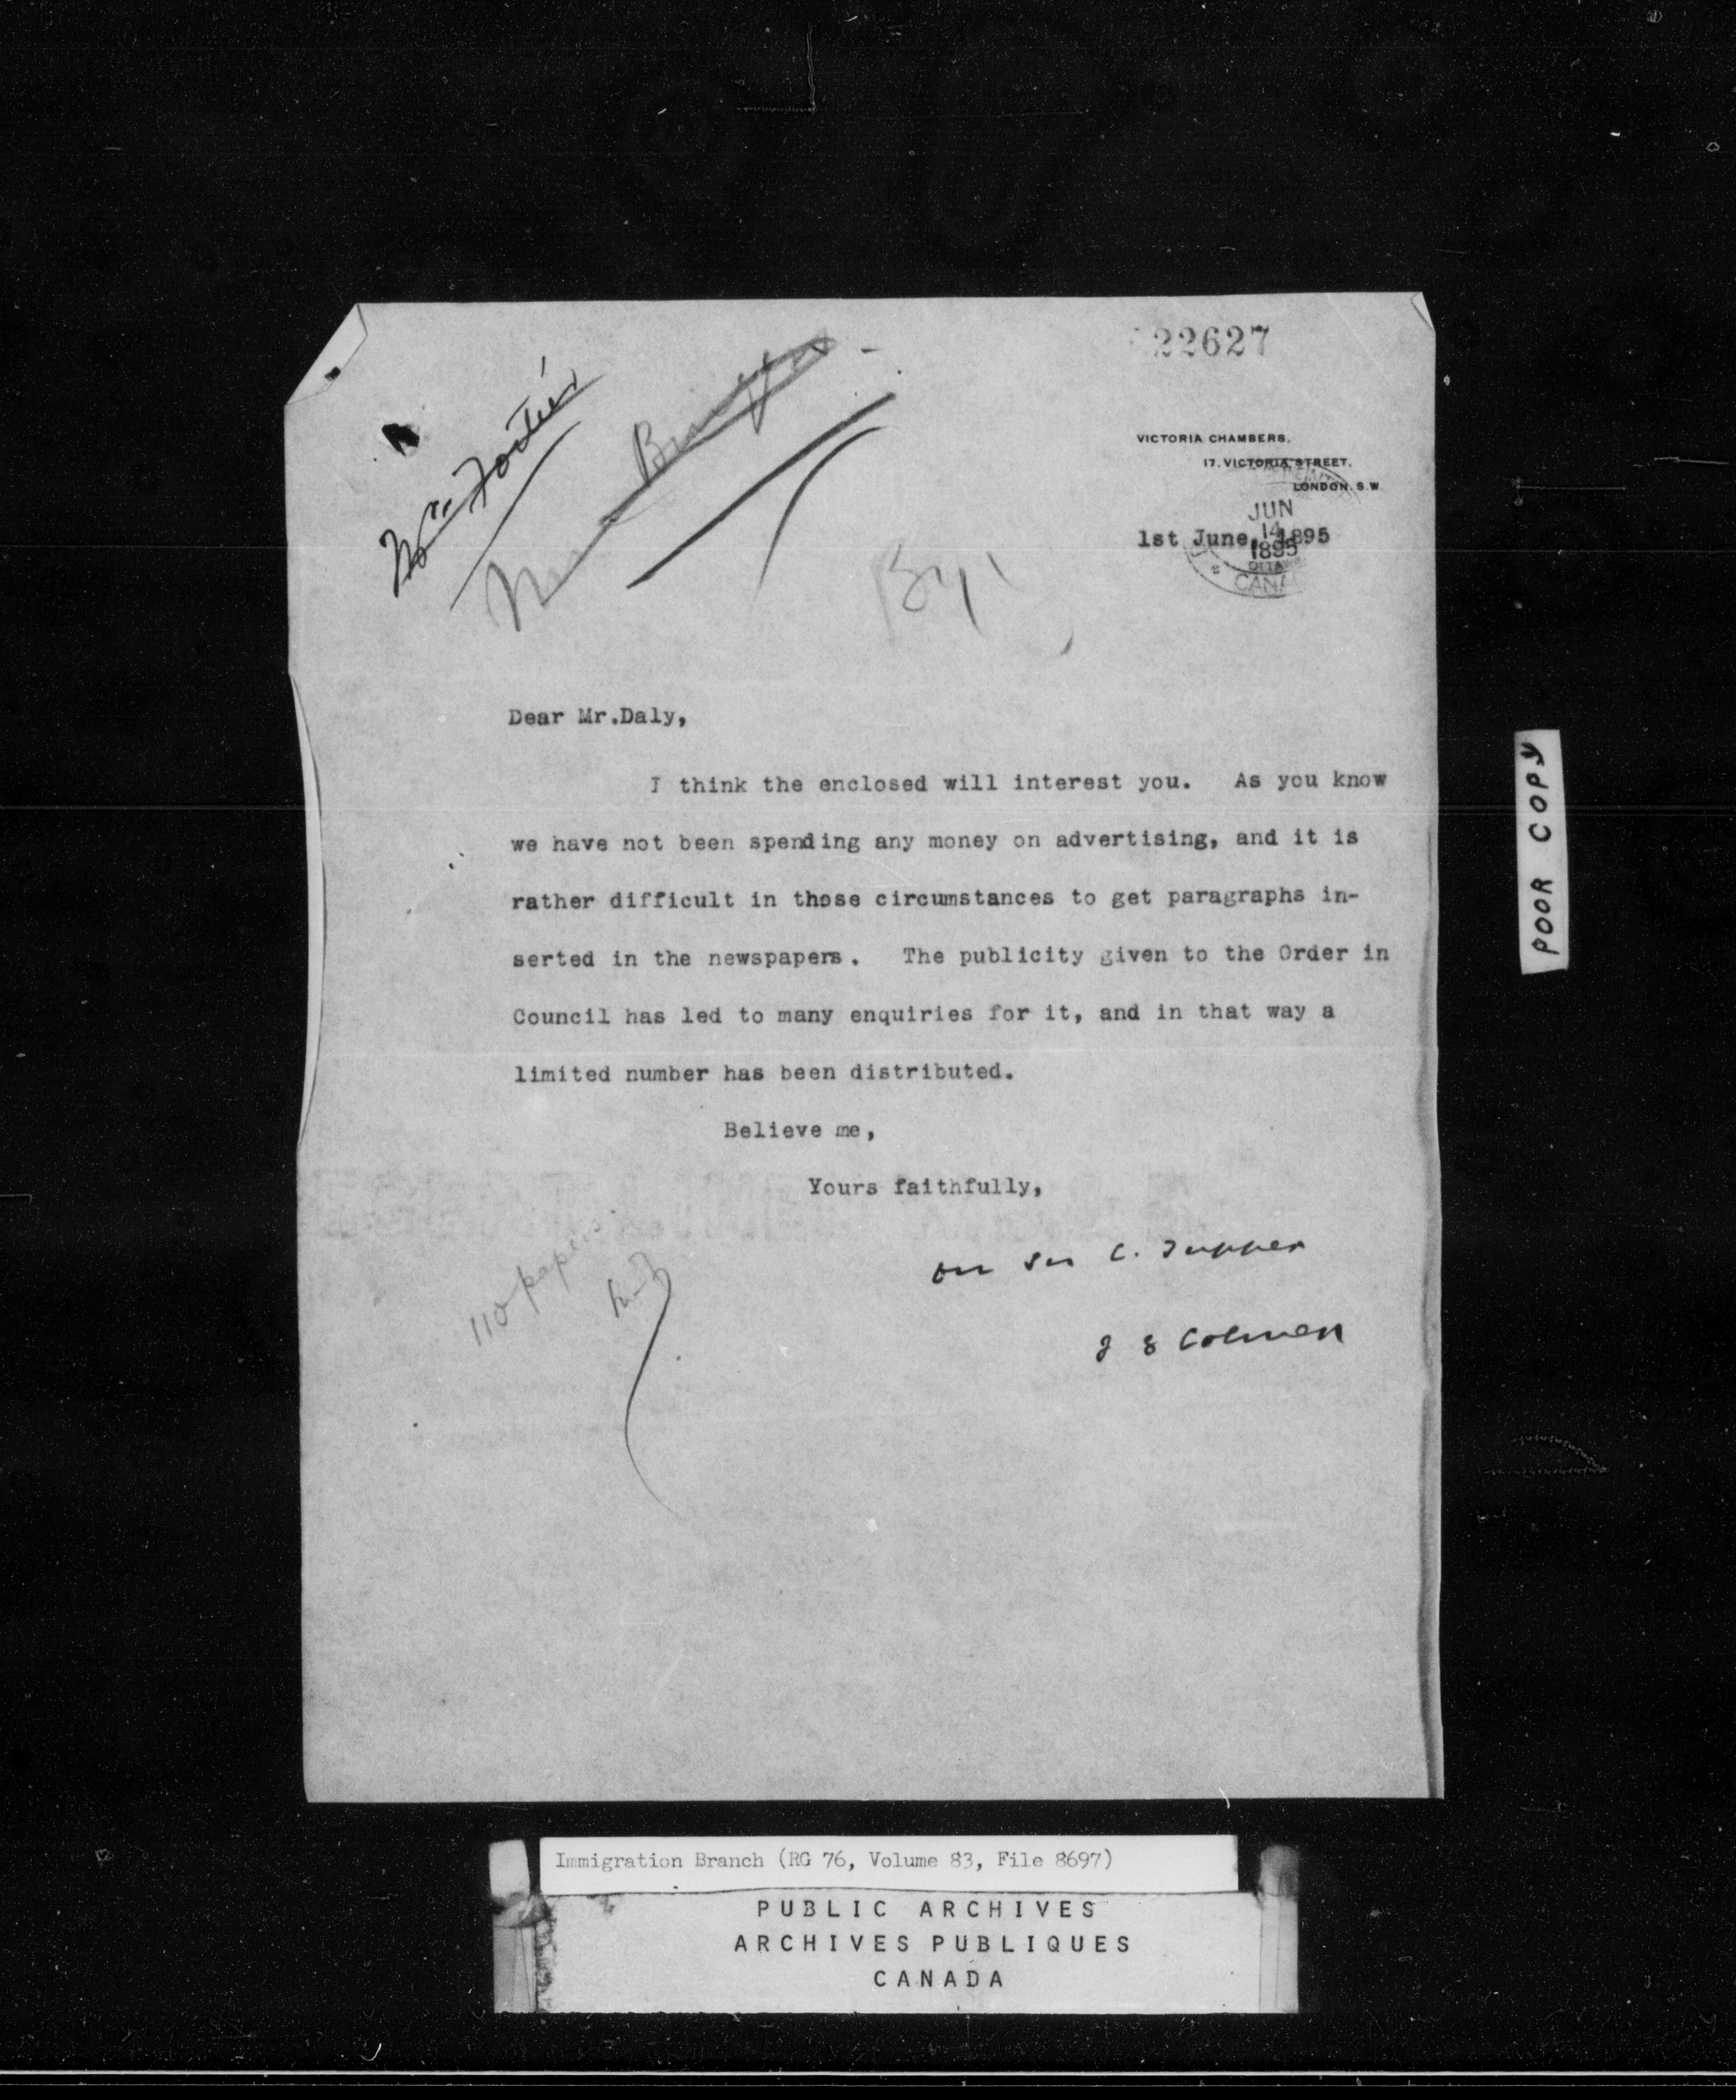 22627
Mr. Fortier
VICTORIA CHAMBERS,
17, VICTORIA STREET,
LONDON. S.W.
JUN
14
1895
OTTAWA
CANA
1st June, 1895
Dear Mr.Daly,
I think the enclosed will interest you. As you know
we have not been spending any money on advertising, and it is
rather difficult in those circumstances to get paragraphs in-
serted in the newspapers. The publicity given to the Order in
Council has led to many enquiries for it, and in that way a
limited number has been distributed.
Believe me,
Yours faithfully,
110 papers
Sir C. Tupper
J G Colmer
POOR COPY
Immigration Branch (RG 76, Volume 83, File 8697)
PUBLIC ARCHIVES
ARCHIVES PUBLIQUES
CANADA